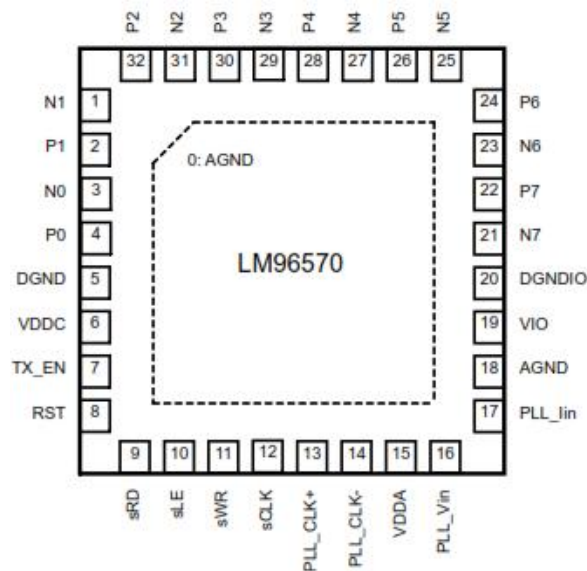 P2 N2 P3 N3 P4 N4 P5 N5
32 31 30 29 28 27 26 25
N1 1 24 P6
P1 2 23 N6
0: AGND
N0 3 22 P7
P0 4 21 N7
LM96570
DGND 5 20 DGNDIO
VDDC 6 19 VIO
TX_EN 7 18 AGND
RST 8 17 PLL_Iin
9 10 11 12 13 14 15 16
sRD sLE sWR sCLK PLL_CLK+ PLL_CLK- VDDA PLL_Vin